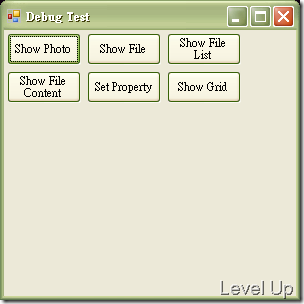 Debug Test
Show Photo
Show File
Show File
List
Show File
Content
Set Property
Show Grid
Level Up